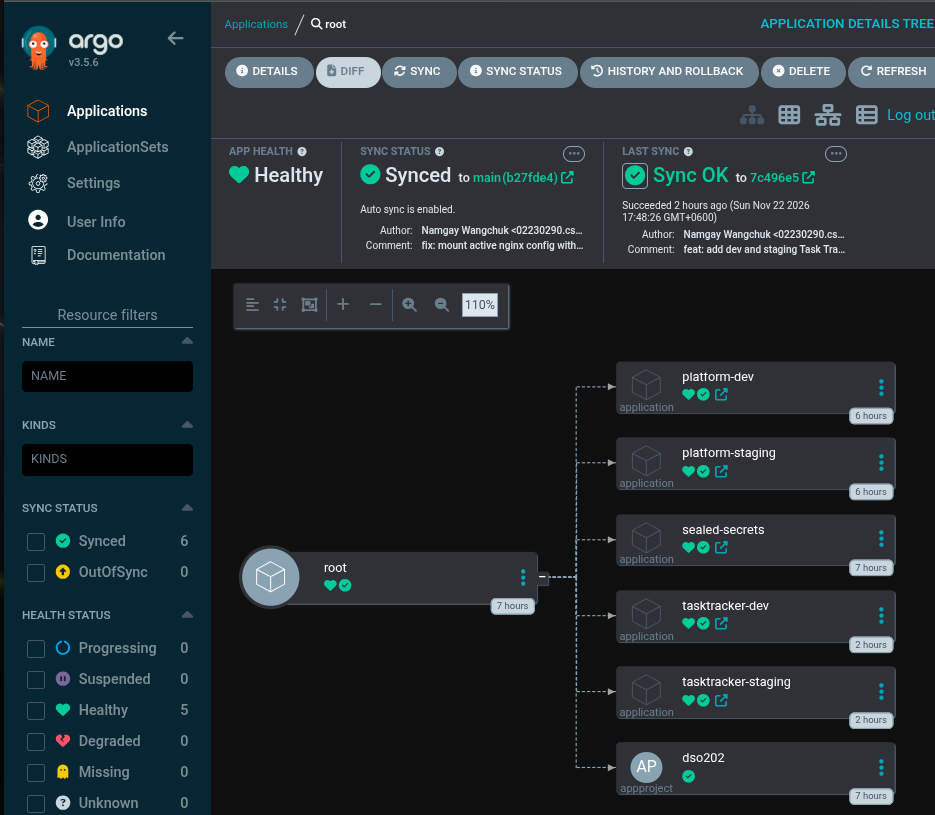 argo
v3.5.6
Applications
ApplicationSets
Settings
User Info
Documentation
Resource filters
NAME
NAME
KINDS
KINDS
SYNC STATUS
Synced 6
OutOfSync 0
HEALTH STATUS
Progressing 0
Suspended 0
Healthy 5
Degraded 0
Missing 0
Unknown 0
Applications / root
APPLICATION DETAILS TREE
DETAILS DIFF SYNC SYNC STATUS HISTORY AND ROLLBACK DELETE REFRESH
Log out
APP HEALTH
Healthy
SYNC STATUS
Synced to main (b27fde4)
Auto sync is enabled.
Author: Namgay Wangchuk <02230290.cs...
Comment: fix: mount active nginx config with...
LAST SYNC
Sync OK to 7c496e5
Succeeded 2 hours ago (Sun Nov 22 2026
17:48:26 GMT+0600)
Author: Namgay Wangchuk <02230290.cs...
Comment: feat: add dev and staging Task Tra...
110%
root
7 hours
platform-dev
application
6 hours
platform-staging
application
6 hours
sealed-secrets
application
7 hours
tasktracker-dev
application
2 hours
tasktracker-staging
application
2 hours
AP
dso202
appproject
7 hours